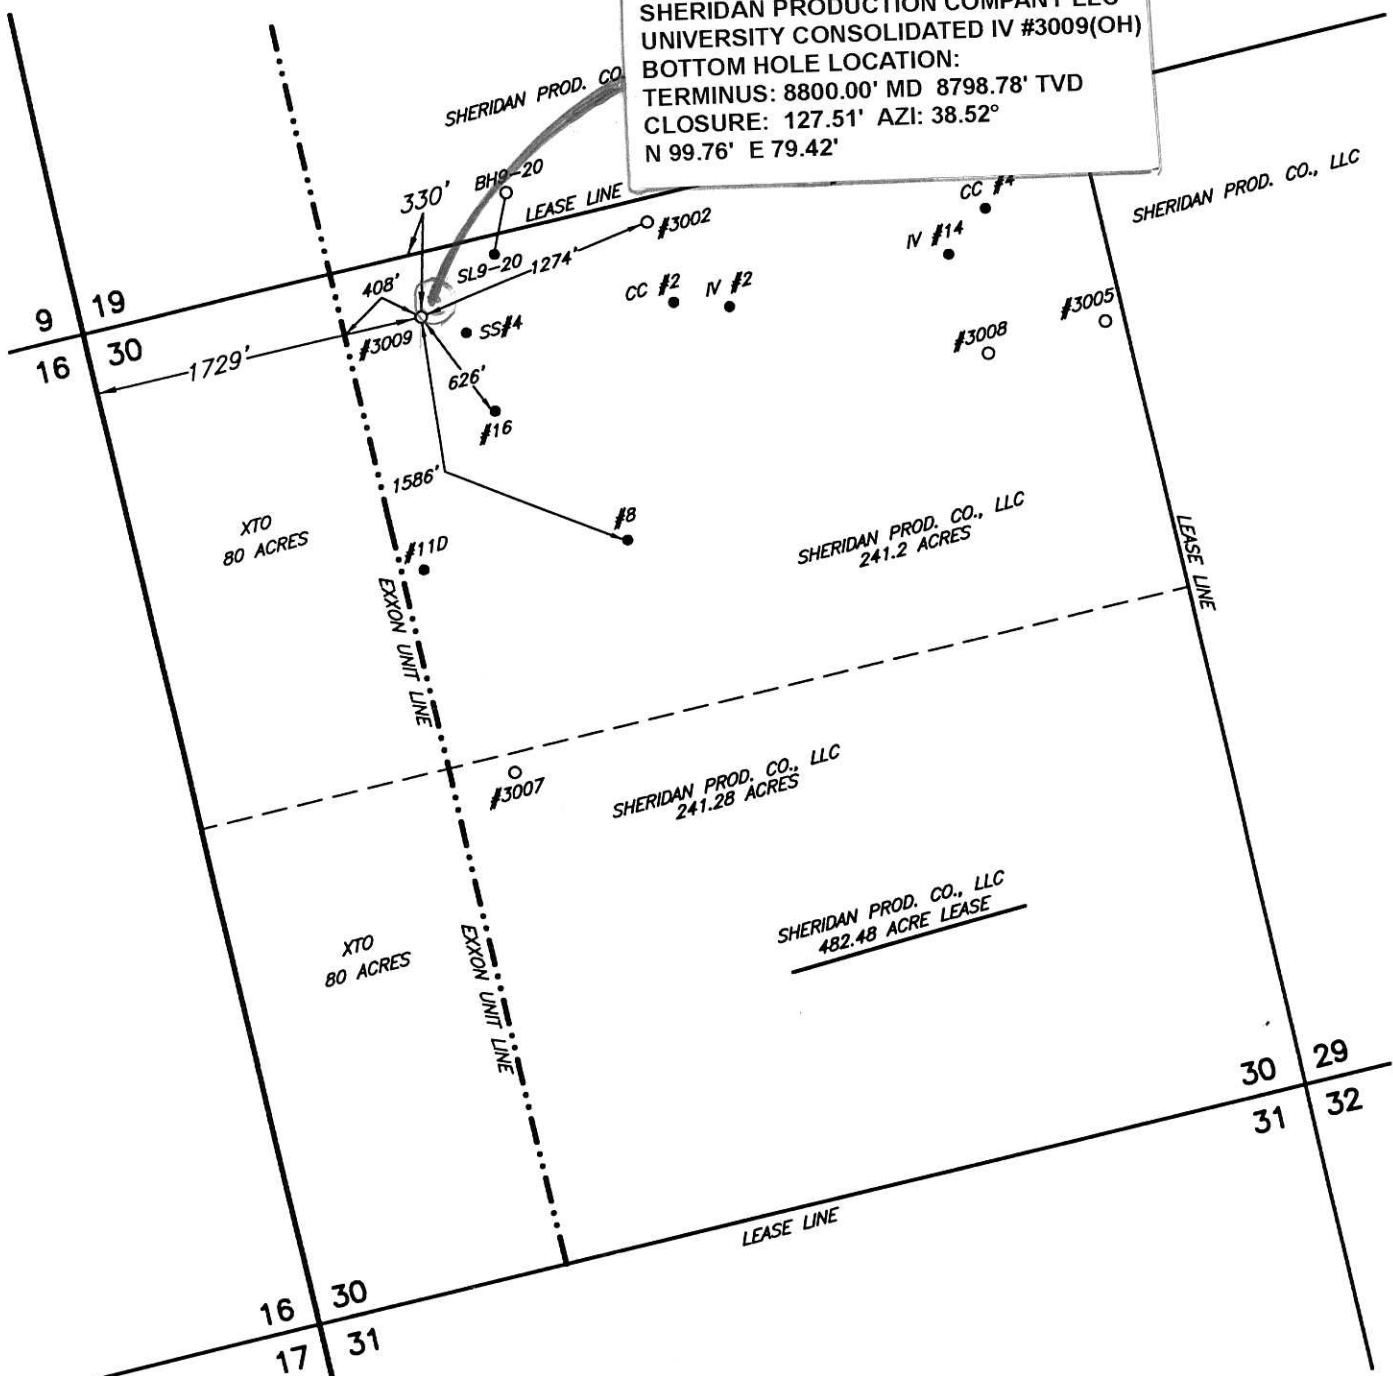 SHERIDAN PRODUCTION COMPANY LLC
UNIVERSITY CONSOLIDATED IV #3009(OH)
BOTTOM HOLE LOCATION:
TERMINUS: 8800.00' MD 8798.78' TVD
CLOSURE: 127.51' AZI: 38.52°
N 99.76' E 79.42'
SHERIDAN PROD. CO
SHERIDAN PROD. CO., LLC
330'
BH9-20
LEASE LINE
#3002
CC #4
IV #14
SL9-20
1274'
408'
CC #2
IV #2
#3005
9
19
16
30
1729'
#3009
SS#4
#3008
626'
#16
1586'
#8
XTO
80 ACRES
#11D
SHERIDAN PROD. CO., LLC
241.2 ACRES
LEASE LINE
EXXON UNIT LINE
#3007
SHERIDAN PROD. CO., LLC
241.28 ACRES
SHERIDAN PROD. CO., LLC
482.48 ACRE LEASE
XTO
80 ACRES
EXXON UNIT LINE
30
29
31
32
LEASE LINE
16
30
17
31